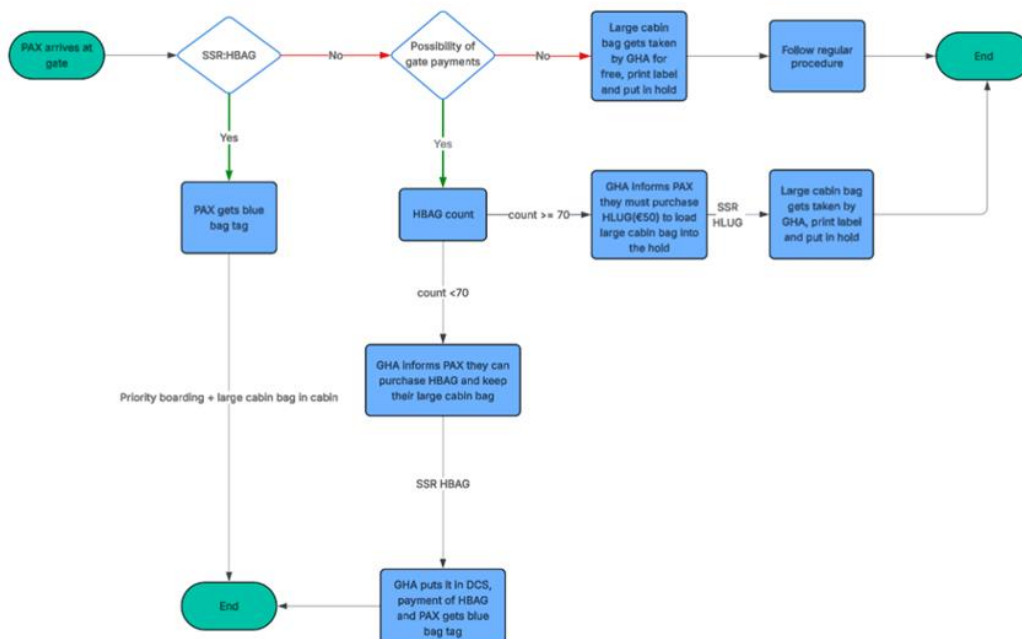 PAX arrives at
gate
SSR:HBAG
No
Possibility of
gate payments
No
Large cabin
bag gets taken
by GHA for
free, print label
and put in hold
Follow regular
procedure
End
Yes
Yes
PAX gets blue
bag tag
HBAG count
count >= 70
GHA informs PAX
they must purchase
HLUG(€50) to load
large cabin bag into
the hold
SSR
HLUG
Large cabin bag
gets taken by
GHA, print label
and put in hold
count <70
GHA informs PAX they can
purchase HBAG and keep
their large cabin bag
Priority boarding + large cabin bag in cabin
SSR HBAG
End
GHA puts it in DCS,
payment of HBAG
and PAX gets blue
bag tag